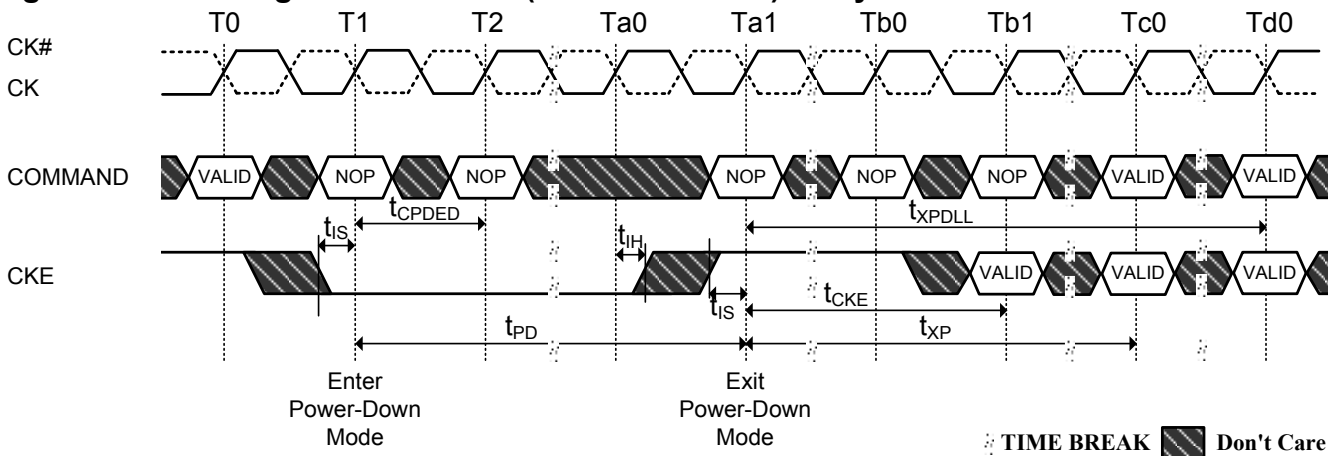 T0 T1 T2 Ta0 Ta1 Tb0 Tb1 Tc0 Td0
CK#
CK
COMMAND
VALID NOP NOP NOP NOP NOP VALID VALID
tCPDED
tXPDLL
tIS
tIH
CKE
VALID VALID VALID
tIS
tCKE
tPD
tXP
Enter
Power-Down
Mode
Exit
Power-Down
Mode
TIME BREAK
Don't Care